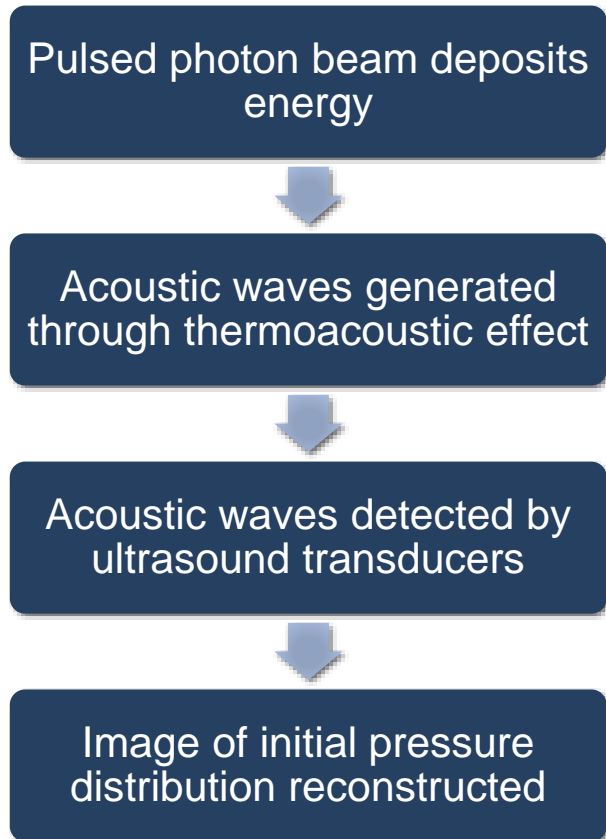 Pulsed photon beam deposits
energy
Acoustic waves generated
through thermoacoustic effect
Acoustic waves detected by
ultrasound transducers
Image of initial pressure
distribution reconstructed